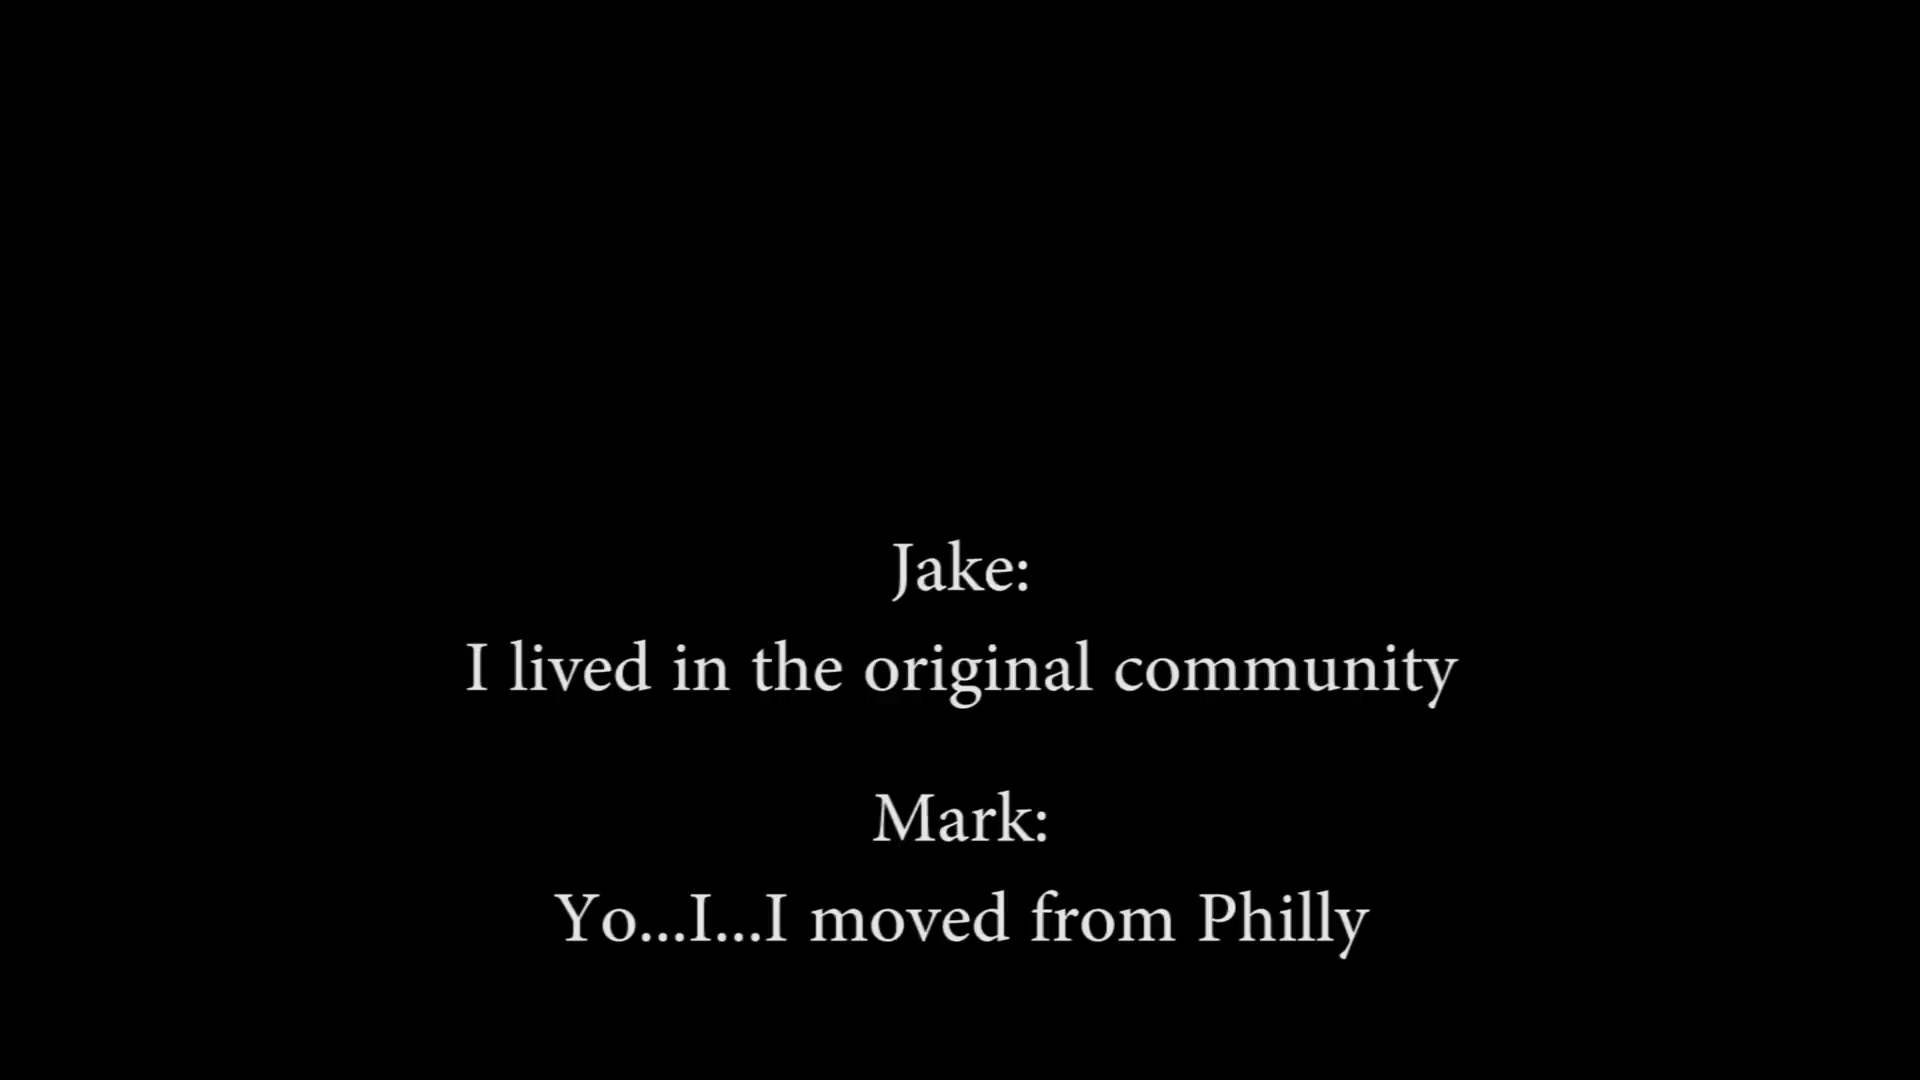 Jake:
I lived in the original community
Mark:
Yo...I...I moved from Philly